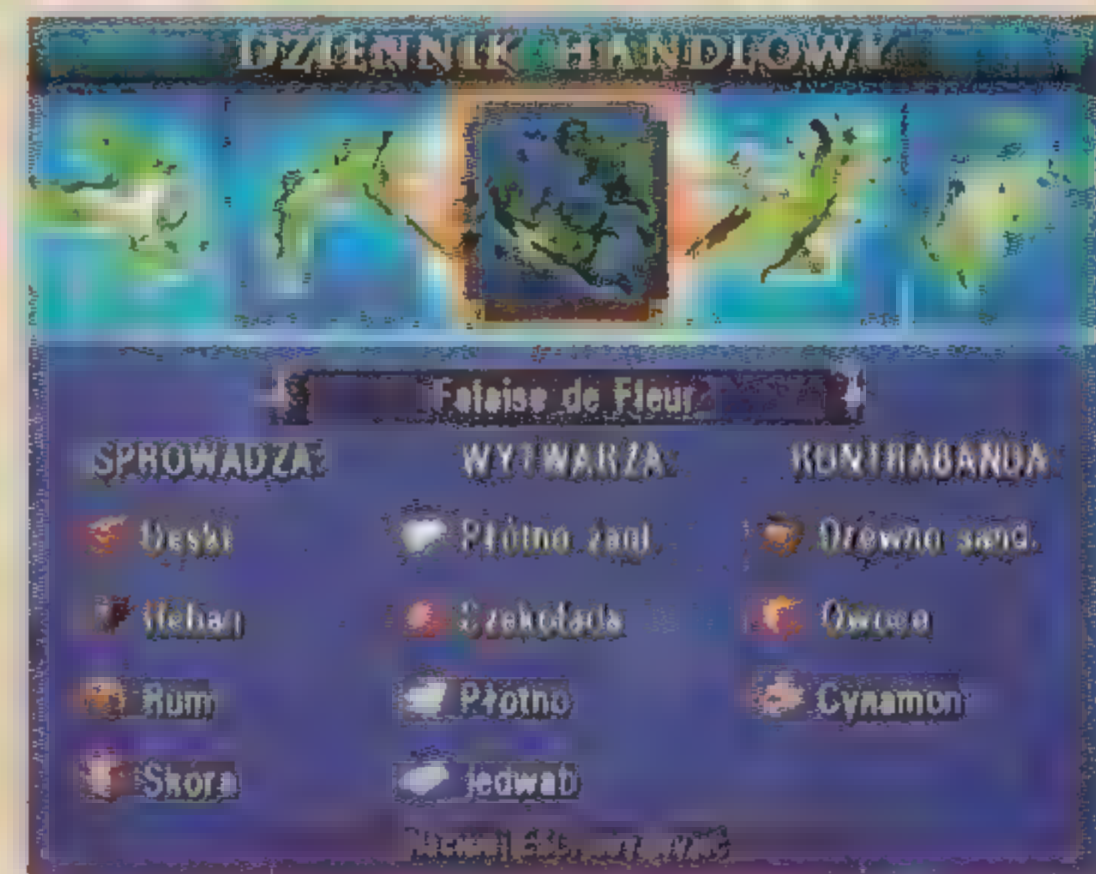 DZIENNIK HANDLOWY
Falaise de Fleur
SPROWADZA: WYTWARZA: KONTRABANDA:
Deski Płótno żagl. Drewno sand.
Heban Czekolada Owoce
Rum Płótno Cynamon
Skóra Jedwab